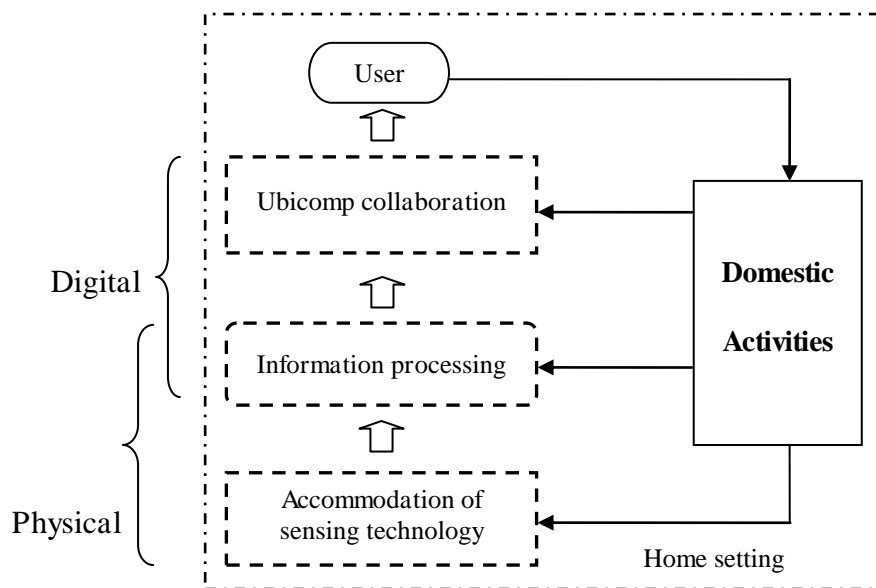 User
Ubicomp collaboration
Digital
Domestic
Activities
Information processing
Physical
Accommodation of
sensing technology
Home setting